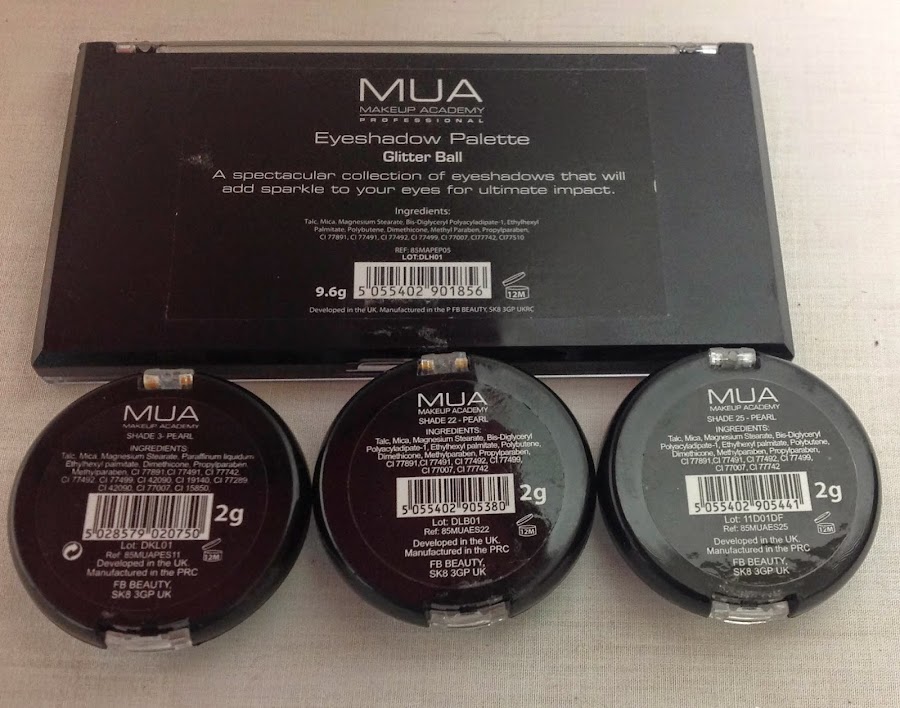 MUA
MAKEUP ACADEMY
PROFESSIONAL
Eyeshadow Palette
Glitter Ball
A spectacular collection of eyeshadows that will
add sparkle to your eyes for ultimate impact.
Ingredients:
Talc, Mica, Magnesium Stearate, Bis-Diglyceryl Polyacyladipate-1, Ethylhexyl
Palmitate, Polybutene, Dimethicone, Methyl Paraben, Propylparaben,
CI 77891, CI 77491, CI 77492, CI 77499, CI 77007, CI77742, CI77510
REF: 85MAPEP05
LOT:DLH01
9.6g
5 055402 901856
12M
Developed in the UK. Manufactured in the P FB BEAUTY, SK8 3GP UKRC
MUA
MAKEUP ACADEMY
SHADE 3- PEARL
INGREDIENTS:
Talc, Mica, Magnesium Stearate, Paraffinum liquidum
Ethylhexyl palmitate, Dimethicone, Propylparaben,
Methylparaben, CI 77891, CI 77491, CI 77742,
CI 77492, CI 77499, CI 42090, CI 19140, CI 77289
CI 42090, CI 77007, CI 15850.
5 028579 020750
2g
Lot: DKL01
Ref: 85MUAPES11
12M
Developed in the UK.
Manufactured in the PRC
FB BEAUTY,
SK8 3GP UK
MUA
MAKEUP ACADEMY
SHADE 22 - PEARL
INGREDIENTS:
Talc, Mica, Magnesium Stearate, Bis-Diglyceryl
Polyacyladipate-1, Ethylhexyl palmitate, Polybutene,
Dimethicone, Methylparaben, Propylparaben,
CI 77891, CI 77491, CI 77492, CI 77499,
CI 77007, CI 77742
5 055402 905380
2g
Lot: DLB01
Ref: 85MUAES22
12M
Developed in the UK.
Manufactured in the PRC
FB BEAUTY,
SK8 3GP UK
MUA
MAKEUP ACADEMY
SHADE 25 - PEARL
INGREDIENTS:
Talc, Mica, Magnesium Stearate, Bis-Diglyceryl
Polyacyladipate-1, Ethylhexyl palmitate, Polybutene,
Dimethicone, Methylparaben, Propylparaben,
CI 77891, CI 77491, CI 77492, CI 77499,
CI 77007, CI 77742
5 055402 905441
2g
Lot: 11D01DF
Ref: 85MUAES25
12M
Developed in the UK.
Manufactured in the PRC
FB BEAUTY,
SK8 3GP UK